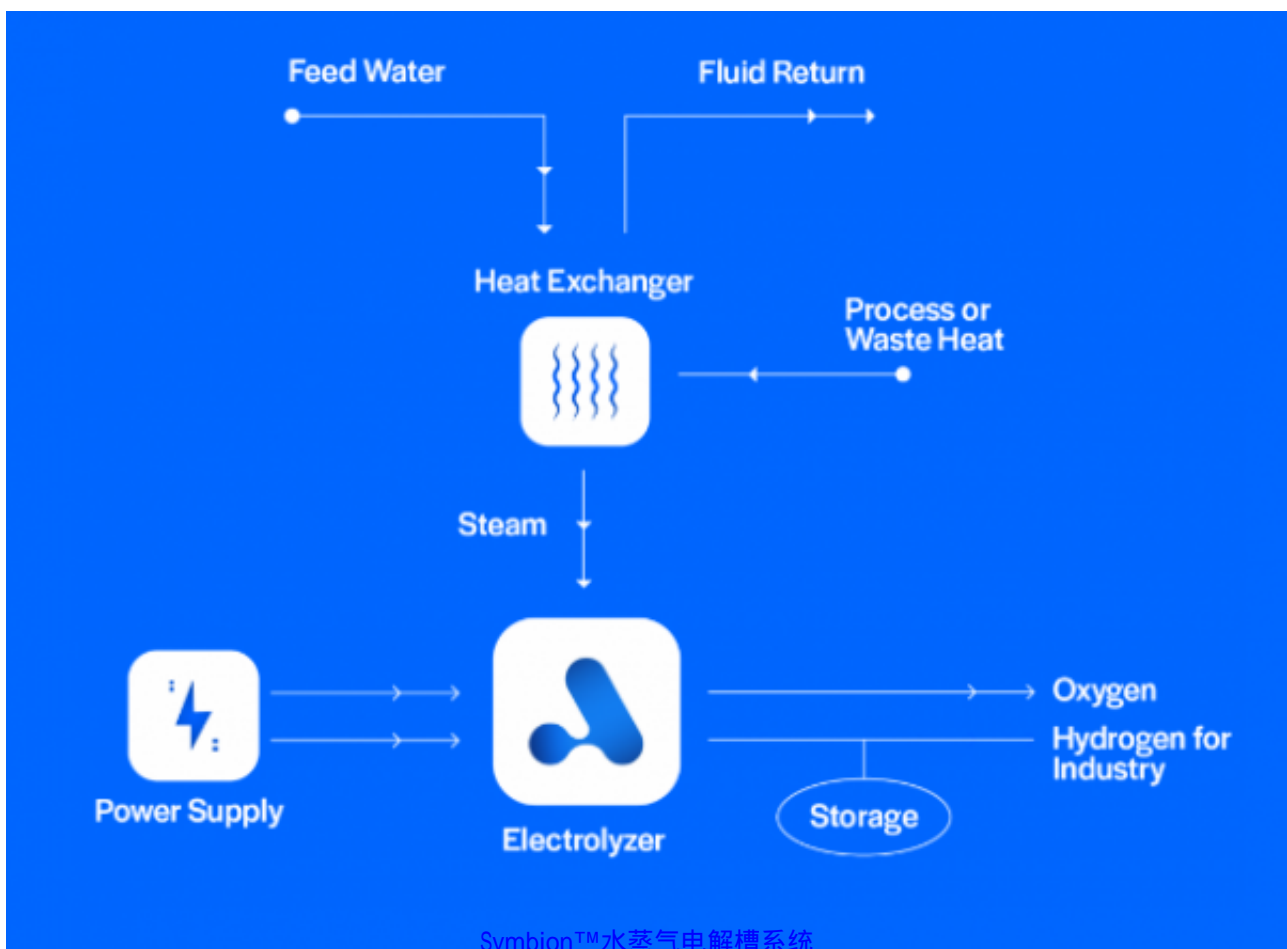 Feed Water
Fluid Return
Heat Exchanger
Process or
Waste Heat
Steam
Power Supply
Electrolyzer
Oxygen
Hydrogen for
Industry
Storage
Symbion™水蒸气电解槽系统